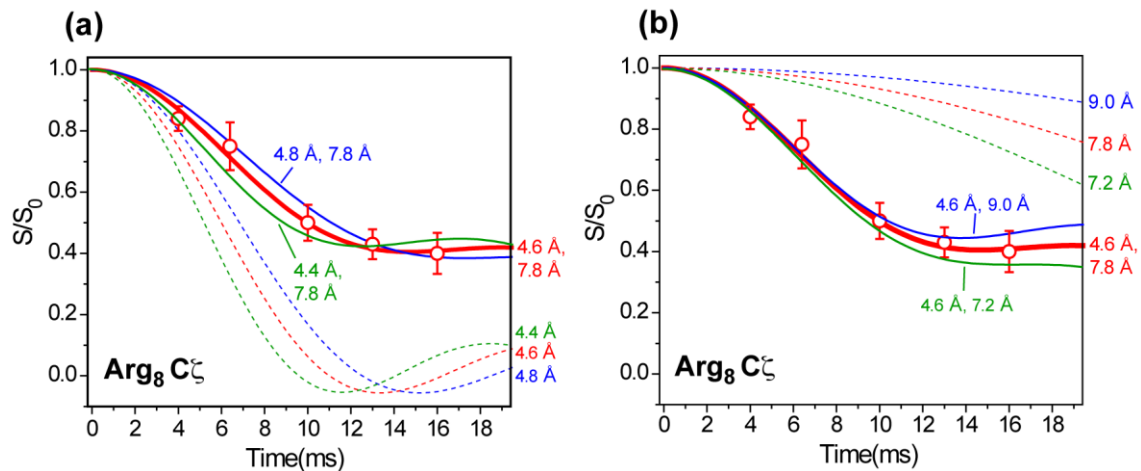 (a)
S/S0
1.0
0.8
0.6
0.4
0.2
0.0
4.8 Å, 7.8 Å
4.4 Å,
7.8 Å
4.6 Å,
7.8 Å
4.4 Å
4.6 Å
4.8 Å
Arg8 Cζ
0 2 4 6 8 10 12 14 16 18
Time(ms)
(b)
S/S0
1.0
0.8
0.6
0.4
0.2
0.0
9.0 Å
7.8 Å
7.2 Å
4.6 Å, 9.0 Å
4.6 Å,
7.8 Å
4.6 Å, 7.2 Å
Arg8 Cζ
0 2 4 6 8 10 12 14 16 18
Time(ms)